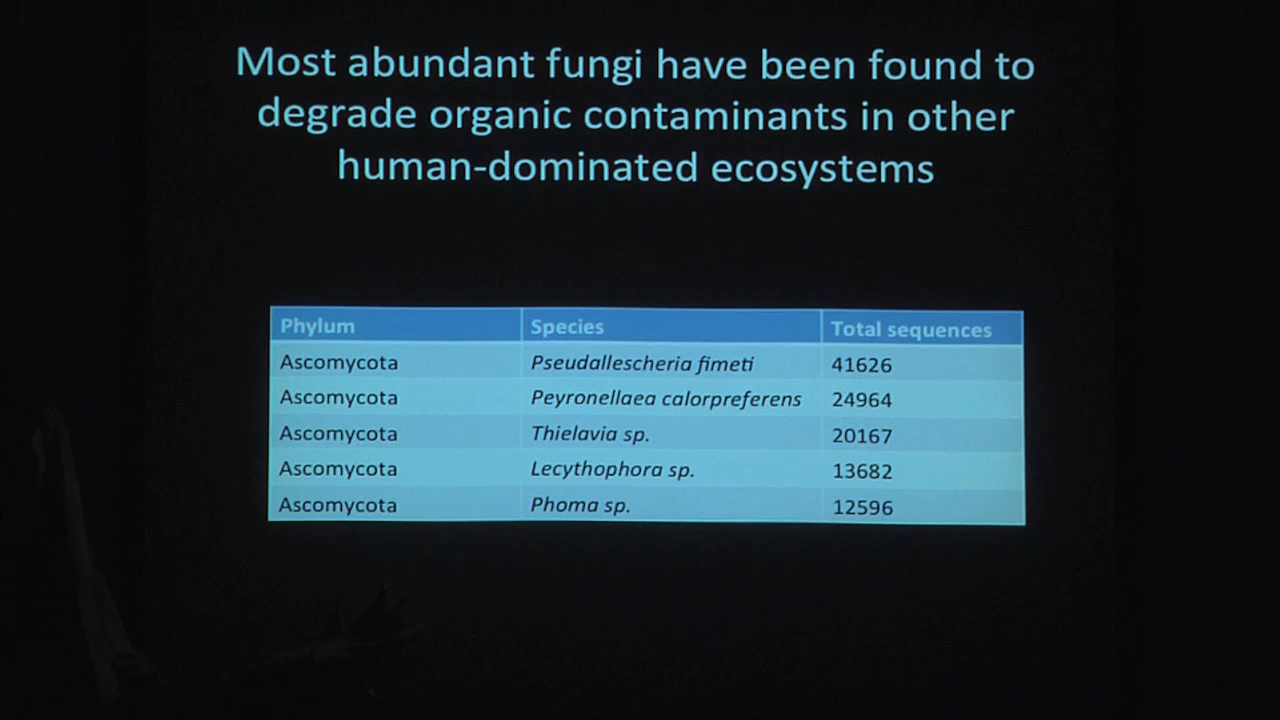 Most abundant fungi have been found to
degrade organic contaminants in other
human-dominated ecosystems
Phylum Species Total sequences
Ascomycota Pseudallescheria fimeti 41626
Ascomycota Peyronellaea calorpreferens 24964
Ascomycota Thielavia sp. 20167
Ascomycota Lecythophora sp. 13682
Ascomycota Phoma sp. 12596